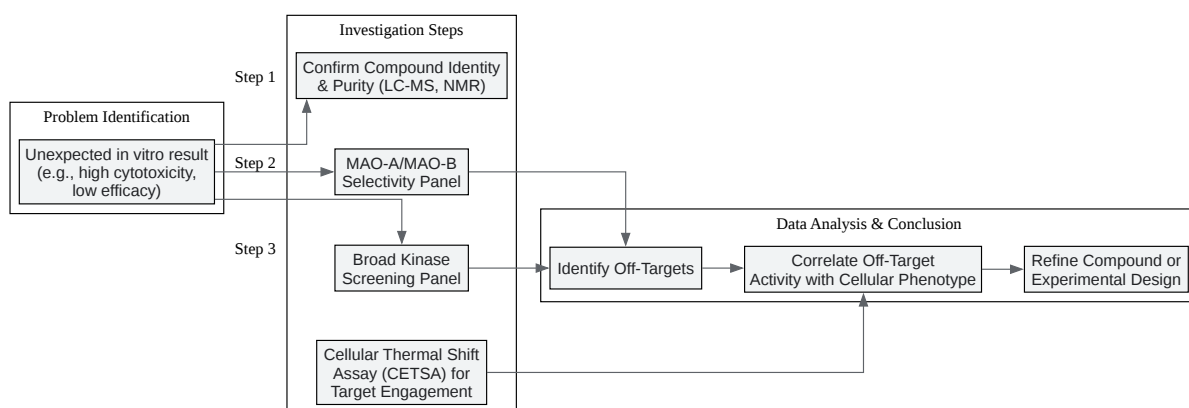 Investigation Steps
Step 1
Confirm Compound Identity
& Purity (LC-MS, NMR)
Problem Identification
Unexpected in vitro result
(e.g., high cytotoxicity,
low efficacy)
Step 2
MAO-A/MAO-B
Selectivity Panel
Step 3
Broad Kinase
Screening Panel
Data Analysis & Conclusion
Identify Off-Targets
Correlate Off-Target
Activity with Cellular Phenotype
Refine Compound or
Experimental Design
Cellular Thermal Shift
Assay (CETSA) for
Target Engagement